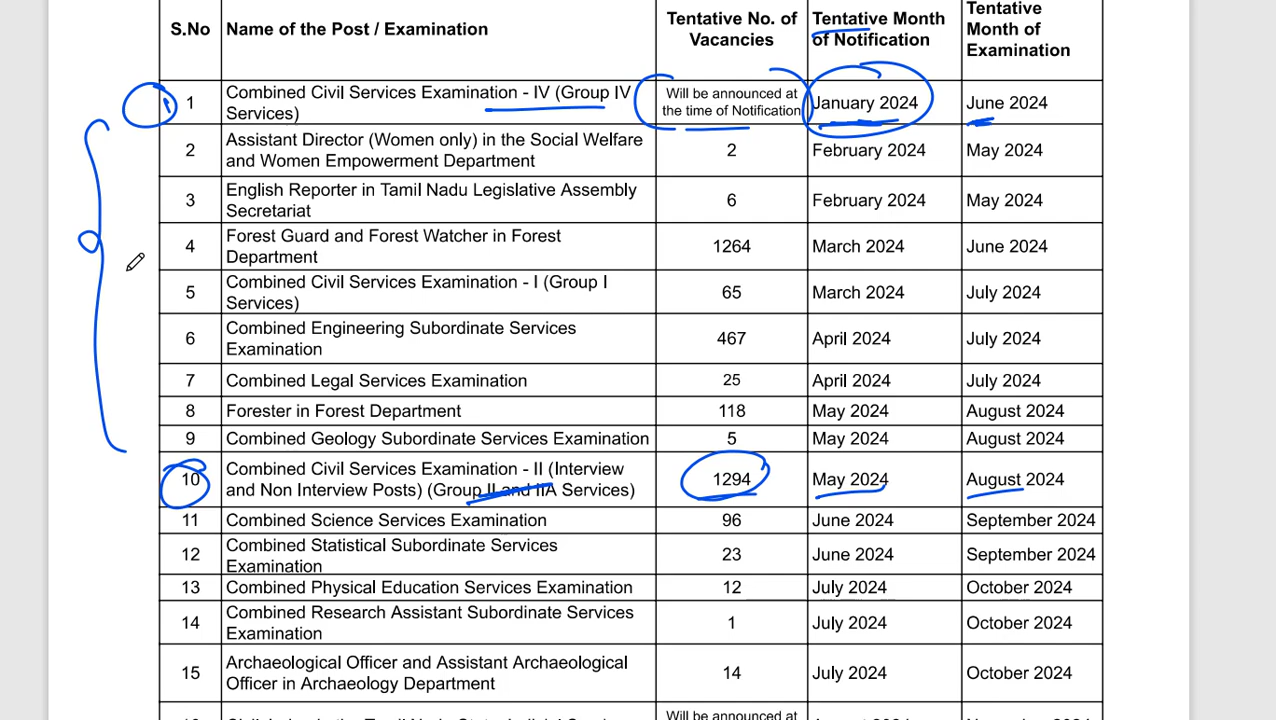 S.No Name of the Post / Examination Tentative No. of Vacancies Tentative Month of Notification Tentative Month of Examination
1 Combined Civil Services Examination - IV (Group IV Services) Will be announced at the time of Notification January 2024 June 2024
2 Assistant Director (Women only) in the Social Welfare and Women Empowerment Department 2 February 2024 May 2024
3 English Reporter in Tamil Nadu Legislative Assembly Secretariat 6 February 2024 May 2024
4 Forest Guard and Forest Watcher in Forest Department 1264 March 2024 June 2024
5 Combined Civil Services Examination - I (Group I Services) 65 March 2024 July 2024
6 Combined Engineering Subordinate Services Examination 467 April 2024 July 2024
7 Combined Legal Services Examination 25 April 2024 July 2024
8 Forester in Forest Department 118 May 2024 August 2024
9 Combined Geology Subordinate Services Examination 5 May 2024 August 2024
10 Combined Civil Services Examination - II (Interview and Non Interview Posts) (Group II and IIA Services) 1294 May 2024 August 2024
11 Combined Science Services Examination 96 June 2024 September 2024
12 Combined Statistical Subordinate Services Examination 23 June 2024 September 2024
13 Combined Physical Education Services Examination 12 July 2024 October 2024
14 Combined Research Assistant Subordinate Services Examination 1 July 2024 October 2024
15 Archaeological Officer and Assistant Archaeological Officer in Archaeology Department 14 July 2024 October 2024
Will be announced at